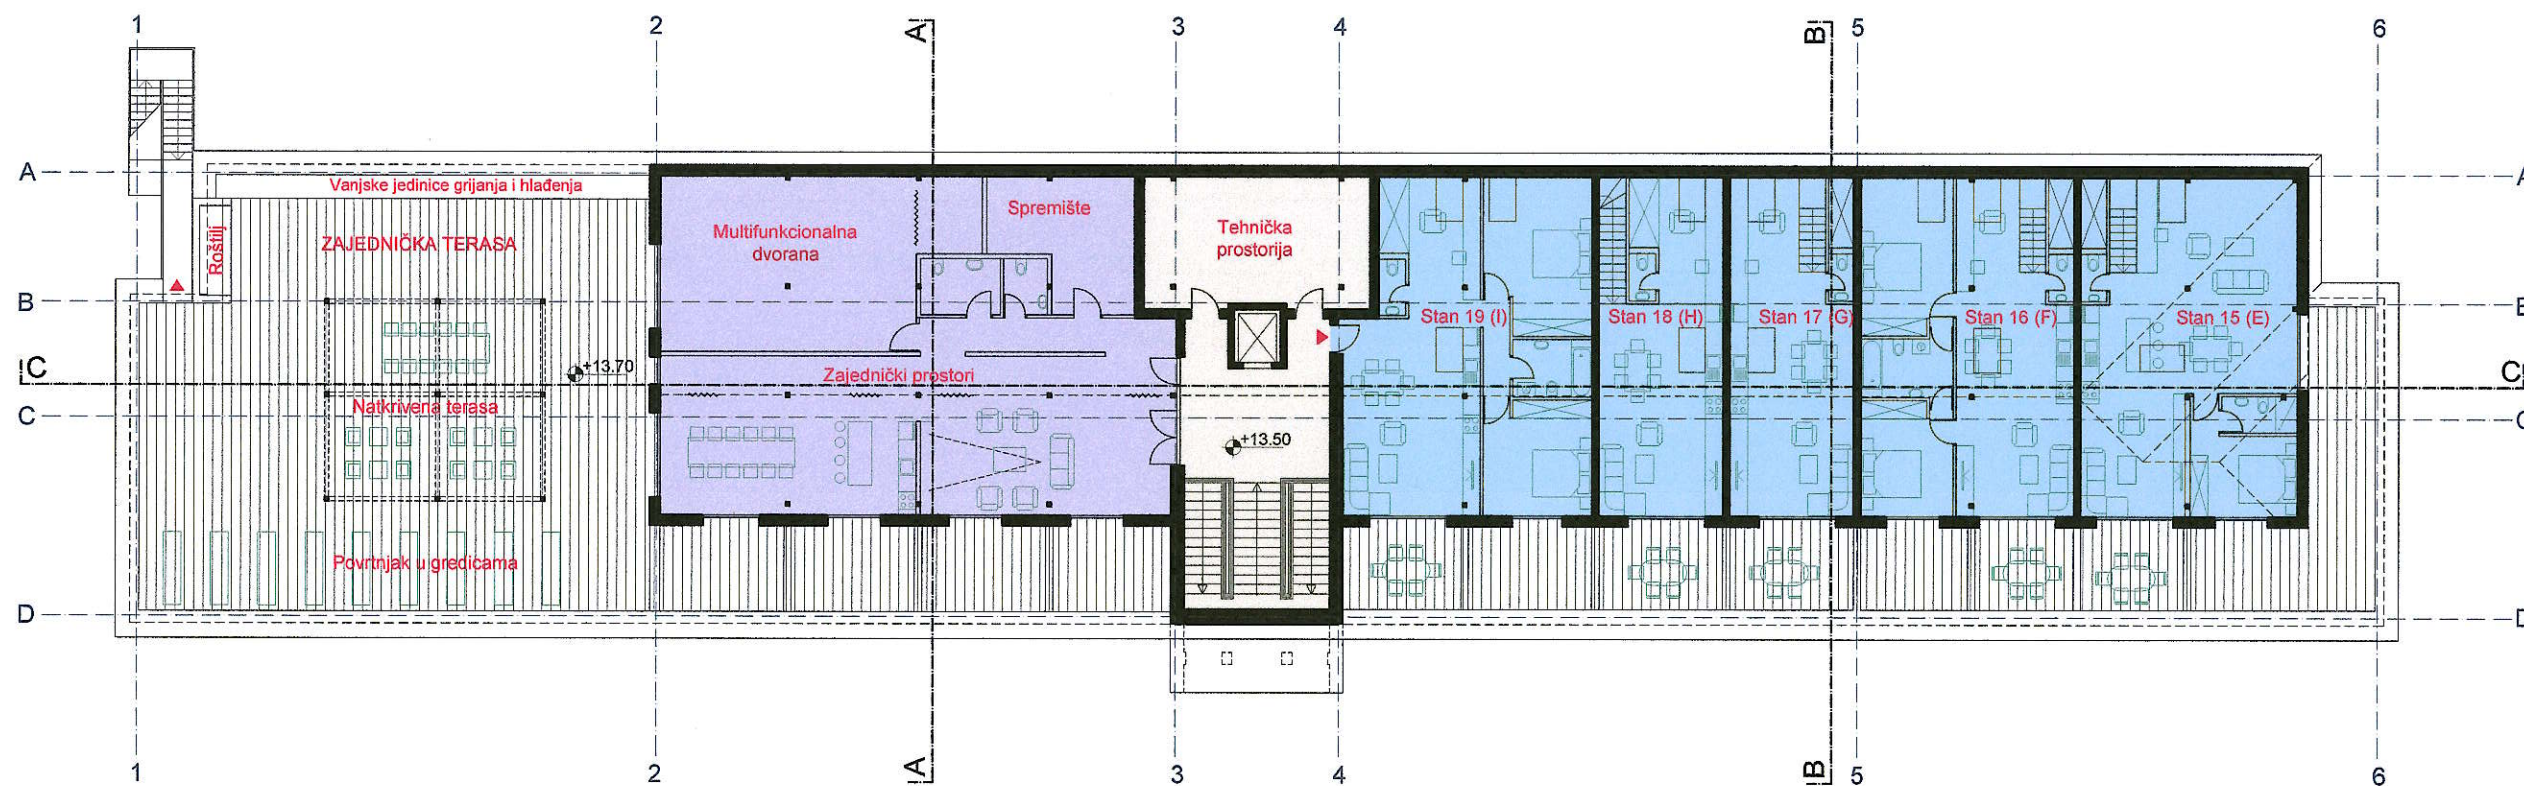 1 2 A 3 4 B 5 6
A A
Vanjske jedinice grijanja i hlađenja
Roštilj
ZAJEDNIČKA TERASA
Multifunkcionalna
dvorana
Spremište
Tehnička
prostorija
B B
Stan 19 (I) Stan 18 (H) Stan 17 (G) Stan 16 (F) Stan 15 (E)
+13.70
C C
Zajednički prostori
Natkrivena terasa
C C
+13.50
Povrtnjak u gredicama
D D
1 2 A 3 4 B 5 6